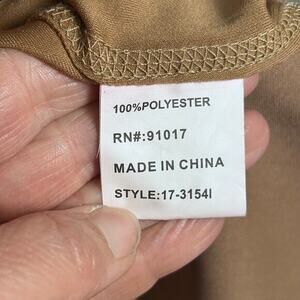 100%POLYESTER
RN#:91017
MADE IN CHINA
STYLE:17-3154I